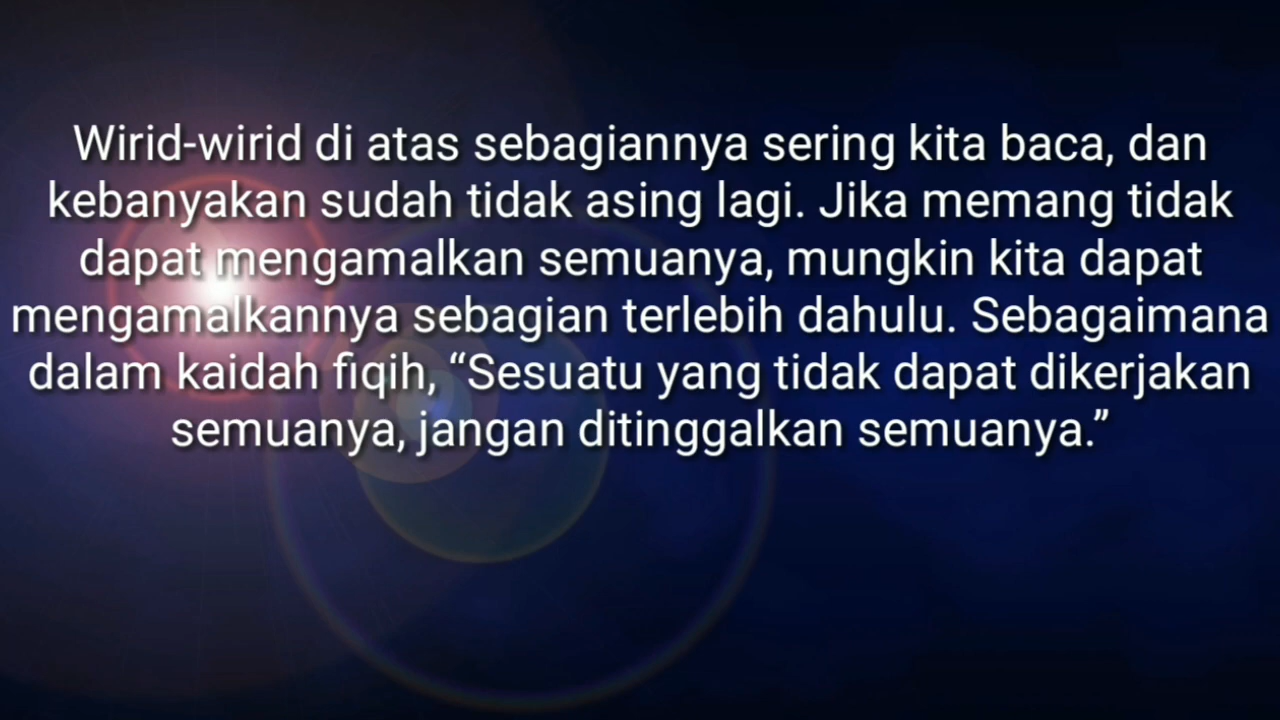 Wirid-wirid di atas sebagiannya sering kita baca, dan
kebanyakan sudah tidak asing lagi. Jika memang tidak
dapat mengamalkan semuanya, mungkin kita dapat
mengamalkannya sebagian terlebih dahulu. Sebagaimana
dalam kaidah fiqih, “Sesuatu yang tidak dapat dikerjakan
semuanya, jangan ditinggalkan semuanya.”